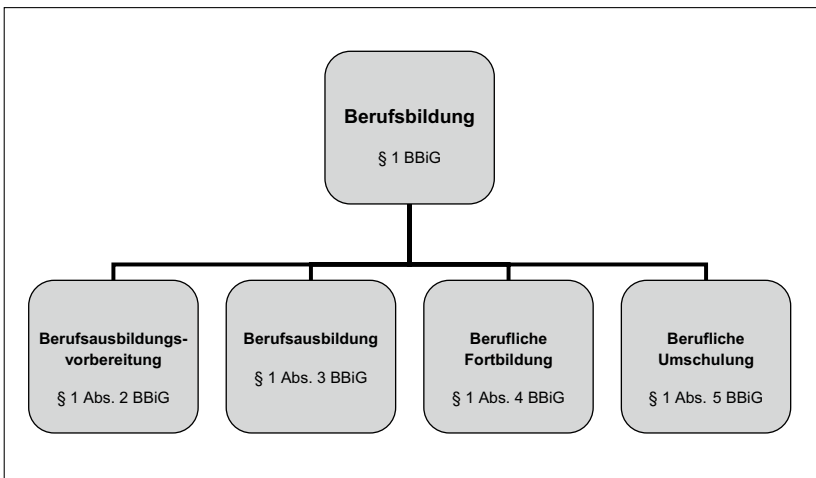 Berufsbildung
§ 1 BBiG
Berufsausbildungs-
vorbereitung
§ 1 Abs. 2 BBiG
Berufsausbildung
§ 1 Abs. 3 BBiG
Berufliche
Fortbildung
§ 1 Abs. 4 BBiG
Berufliche
Umschulung
§ 1 Abs. 5 BBiG